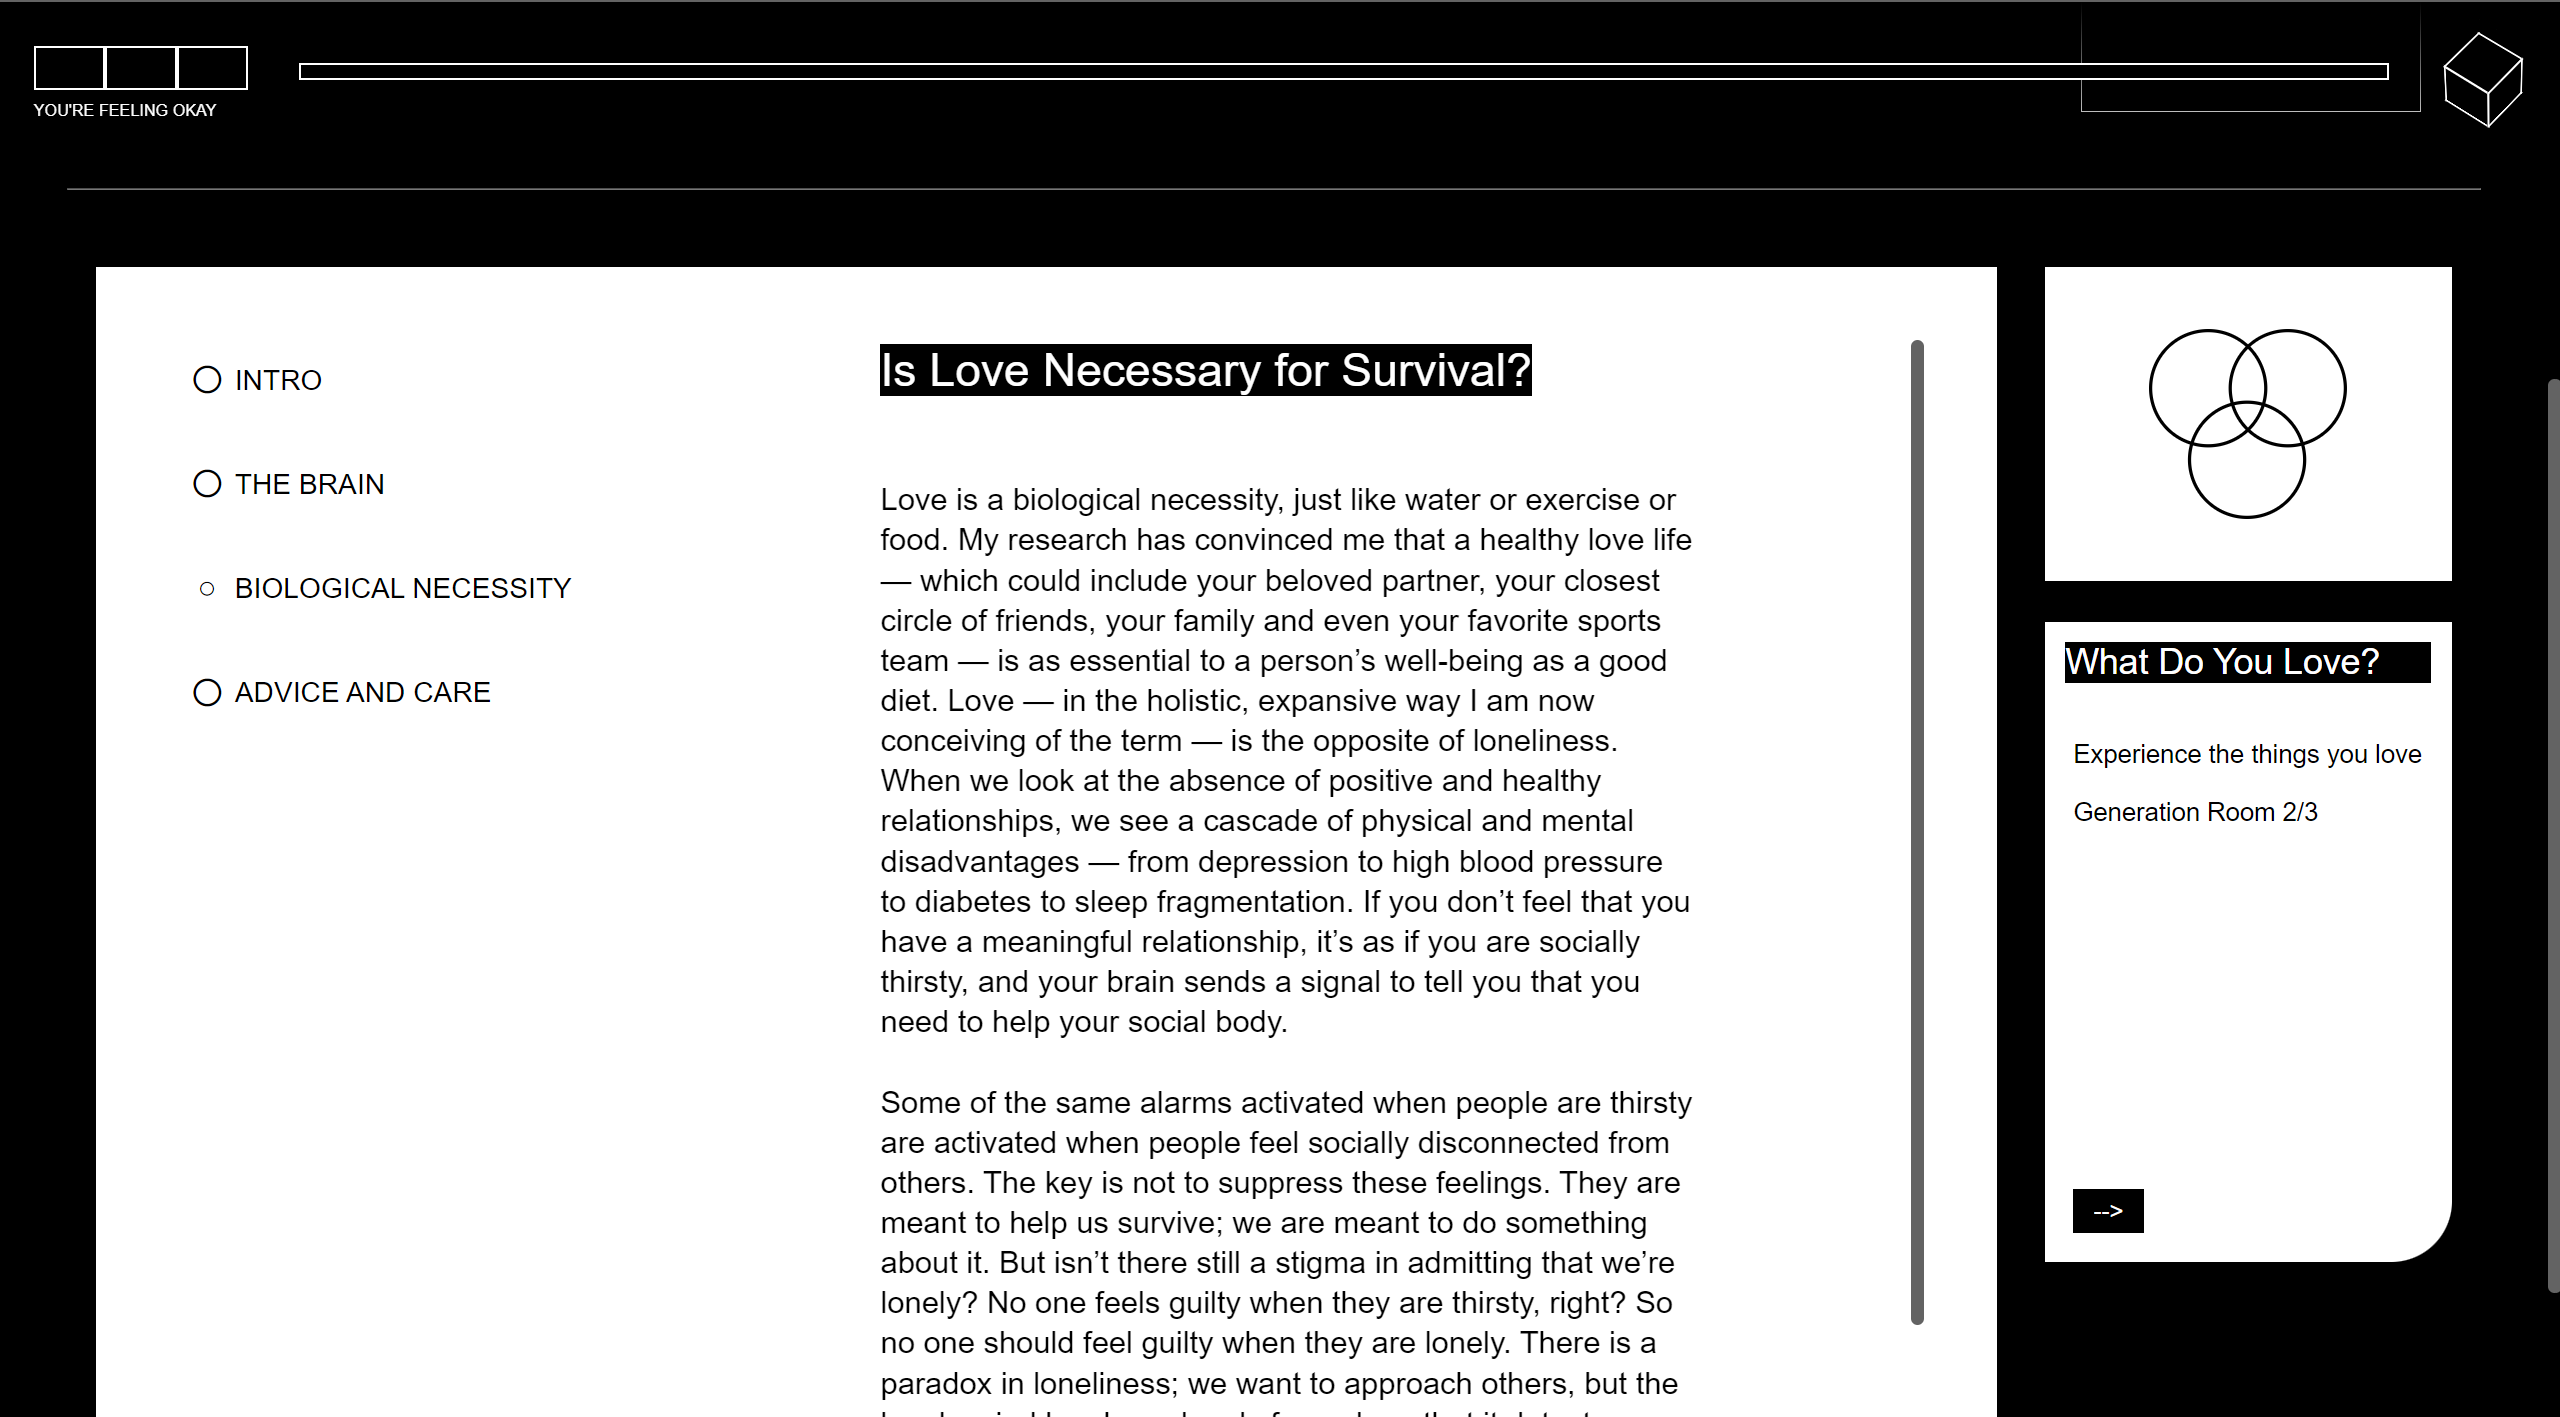 YOU'RE FEELING OKAY
INTRO
THE BRAIN
BIOLOGICAL NECESSITY
ADVICE AND CARE
Is Love Necessary for Survival?
Love is a biological necessity, just like water or exercise or
food. My research has convinced me that a healthy love life
— which could include your beloved partner, your closest
circle of friends, your family and even your favorite sports
team — is as essential to a person’s well-being as a good
diet. Love — in the holistic, expansive way I am now
conceiving of the term — is the opposite of loneliness.
When we look at the absence of positive and healthy
relationships, we see a cascade of physical and mental
disadvantages — from depression to high blood pressure
to diabetes to sleep fragmentation. If you don’t feel that you
have a meaningful relationship, it’s as if you are socially
thirsty, and your brain sends a signal to tell you that you
need to help your social body.
Some of the same alarms activated when people are thirsty
are activated when people feel socially disconnected from
others. The key is not to suppress these feelings. They are
meant to help us survive; we are meant to do something
about it. But isn’t there still a stigma in admitting that we’re
lonely? No one feels guilty when they are thirsty, right? So
no one should feel guilty when they are lonely. There is a
paradox in loneliness; we want to approach others, but the
What Do You Love?
Experience the things you love
Generation Room 2/3
-->